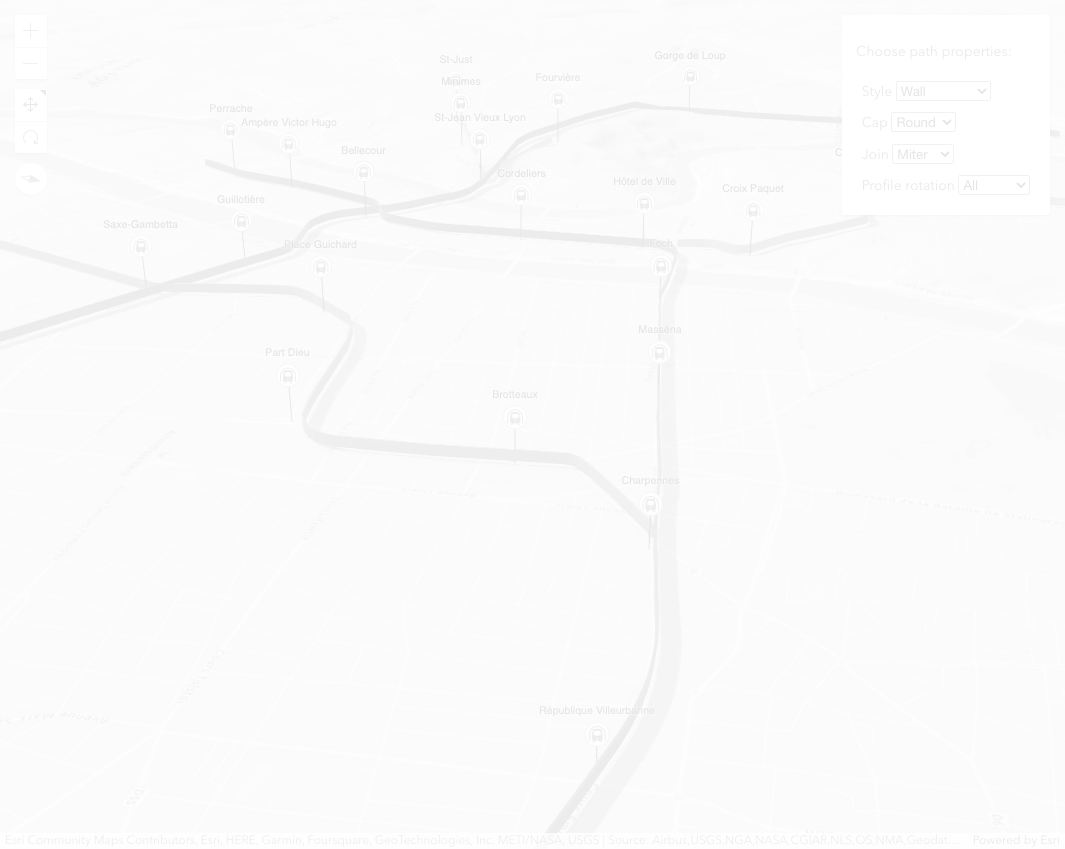 Choose path properties:
Style Wall
Cap Round
Join Miter
Profile rotation All
St-Just
Minimes
Fourvière
Gorge de Loup
Perrache
Ampère Victor Hugo
St-Jean Vieux Lyon
Bellecour
Cordeliers
Hôtel de Ville
Croix Paquet
Guillotière
Saxe-Gambetta
Place Guichard
Foch
Masséna
Part Dieu
Brotteaux
Charpennes
République Villeurbanne
Esri Community Maps Contributors, Esri, HERE, Garmin, Foursquare, GeoTechnologies, Inc, METI/NASA, USGS | Source: Airbus,USGS,NGA,NASA,CGIAR,NLS,OS,NMA,Geodat...
Powered by Esri